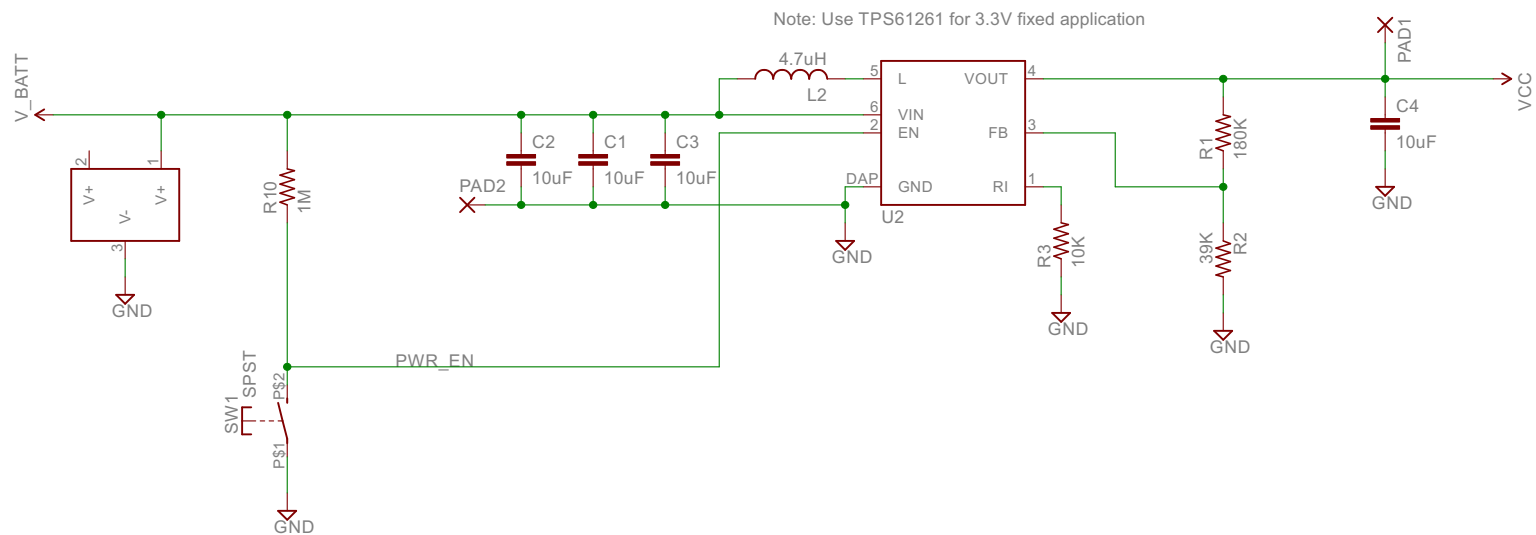 Note: Use TPS61261 for 3.3V fixed application
V_BATT
2
1
V+
V+
V-
3
GND
R10
1M
PWR_EN
SW1
SPST
P$2
P$1
GND
PAD2
C2
10uF
C1
10uF
C3
10uF
4.7uH
L2
5
L
VOUT
4
6
VIN
2
EN
FB
3
DAP
GND
RI
1
U2
GND
R3
10K
GND
R1
180K
39K
R2
GND
PAD1
C4
10uF
GND
VCC